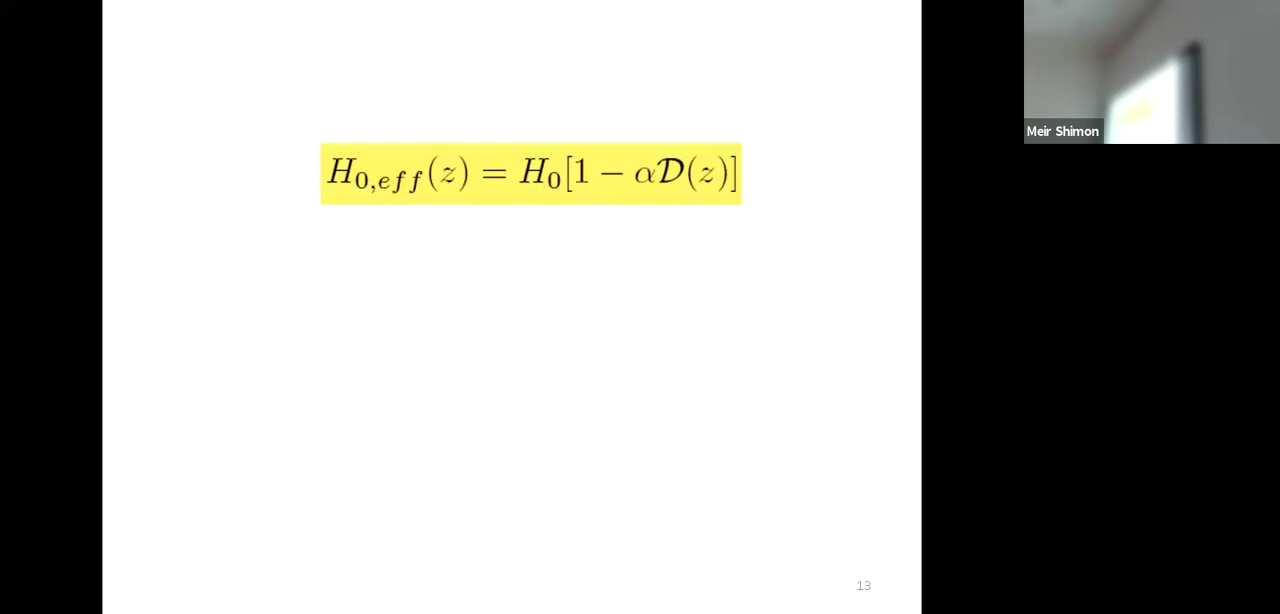 H_{0,eff}(z) = H_0[1 − α𝒟(z)]
Meir Shimon
13